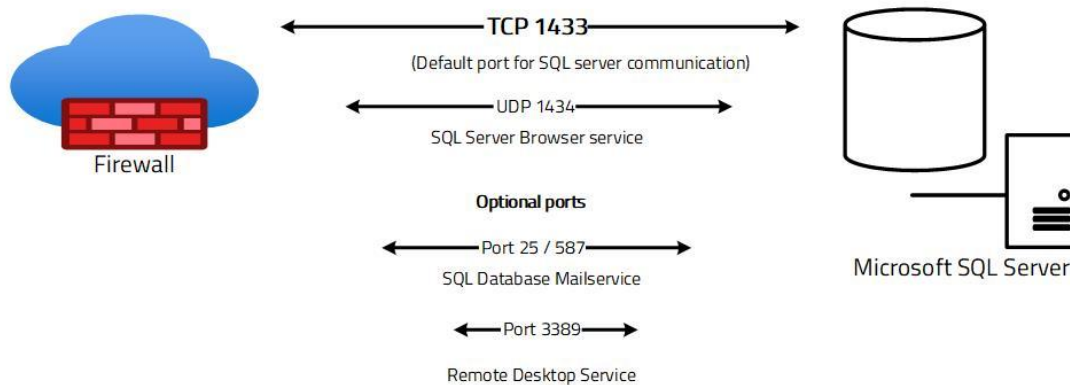 TCP 1433
(Default port for SQL server communication)
UDP 1434
SQL Server Browser service
Firewall
Optional ports
Port 25 / 587
SQL Database Mailservice
Microsoft SQL Server
Port 3389
Remote Desktop Service